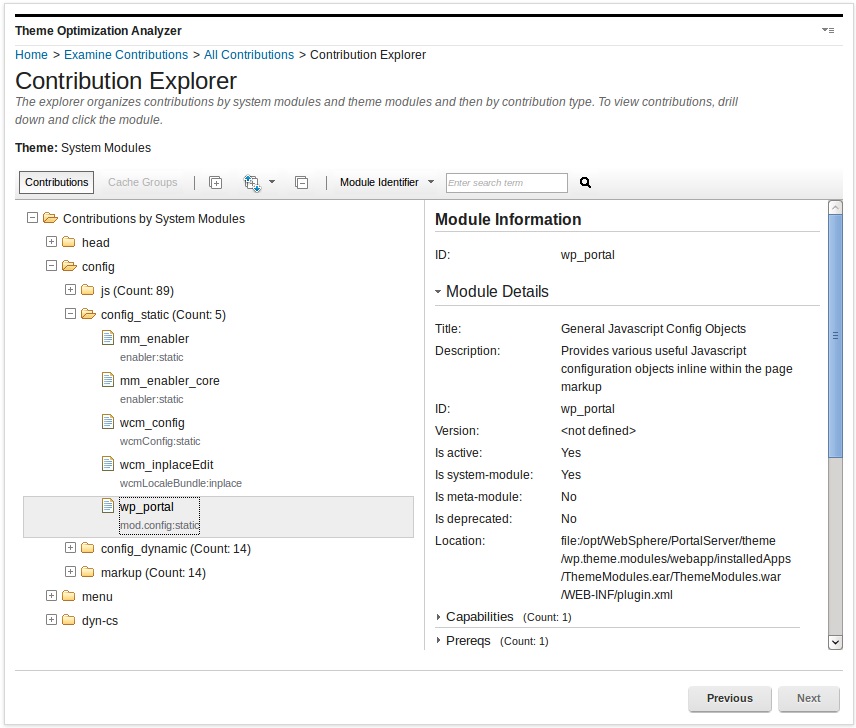 Theme Optimization Analyzer
Home > Examine Contributions > All Contributions > Contribution Explorer
Contribution Explorer
The explorer organizes contributions by system modules and theme modules and then by contribution type. To view contributions, drill
down and click the module.
Theme: System Modules
Contributions Cache Groups Module Identifier Enter search term
Contributions by System Modules
head
config
js (Count: 89)
config_static (Count: 5)
mm_enabler
enabler:static
mm_enabler_core
enabler:static
wcm_config
wcmConfig:static
wcm_inplaceEdit
wcmLocaleBundle:inplace
wp_portal
mod.config:static
config_dynamic (Count: 14)
markup (Count: 14)
menu
dyn-cs
Module Information
ID: wp_portal
Module Details
Title: General Javascript Config Objects
Description: Provides various useful Javascript
configuration objects inline within the page
markup
ID: wp_portal
Version: <not defined>
Is active: Yes
Is system-module: Yes
Is meta-module: No
Is deprecated: No
Location: file:/opt/WebSphere/PortalServer/theme
/wp.theme.modules/webapp/installedApps
/ThemeModules.ear/ThemeModules.war
/WEB-INF/plugin.xml
Capabilities (Count: 1)
Prereqs (Count: 1)
Previous Next